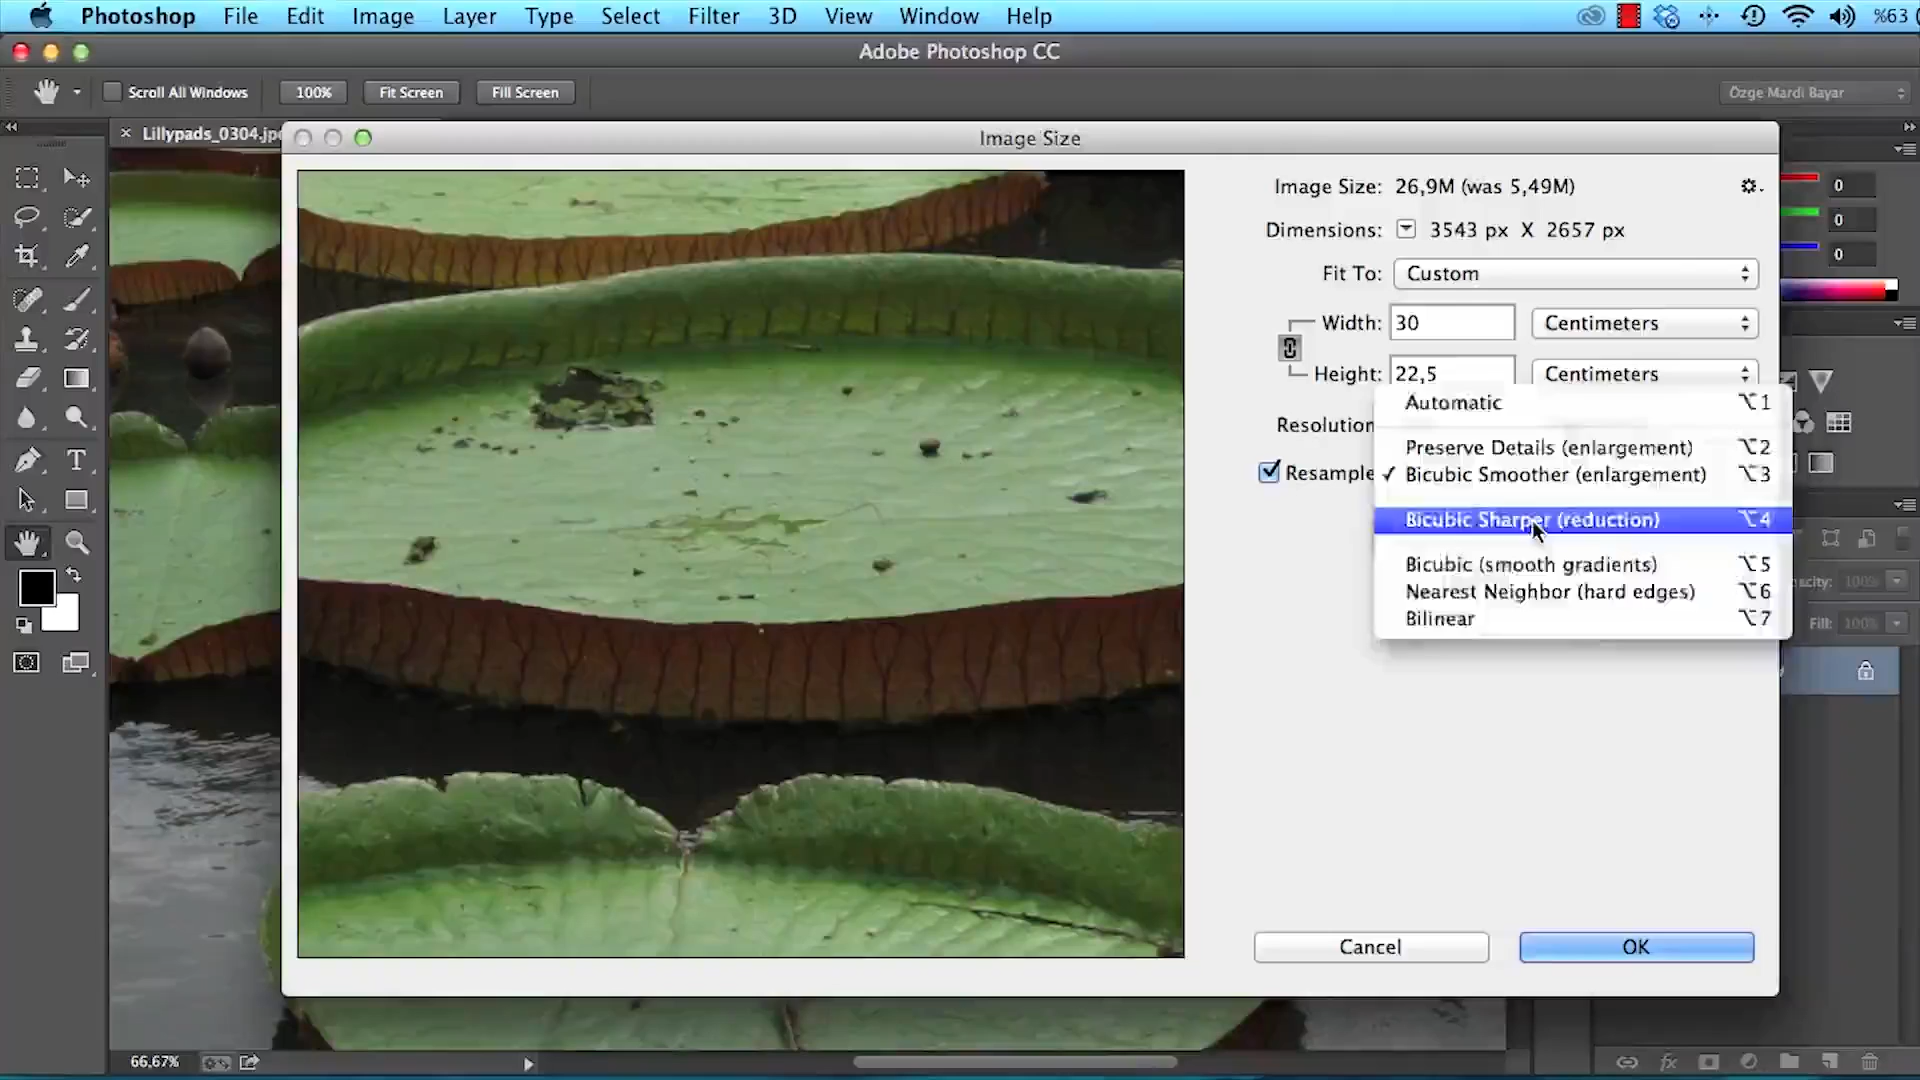 Photoshop File Edit Image Layer Type Select Filter 3D View Window Help %63
Adobe Photoshop CC
Scroll All Windows 100% Fit Screen Fill Screen Özge Mardi Bayar
× Lillypads_0304.jp
Image Size
Image Size: 26,9M (was 5,49M)
0
Dimensions: 3543 px X 2657 px
0
0
Fit To: Custom
Width: 30 Centimeters
Height: 22,5 Centimeters
Automatic ⌥1
Resolution
Preserve Details (enlargement) ⌥2
Resample ✓ Bicubic Smoother (enlargement) ⌥3
Bicubic Sharper (reduction) ⌥4
Bicubic (smooth gradients) ⌥5
acity: 100%
Nearest Neighbor (hard edges) ⌥6
Bilinear ⌥7
Fill: 100%
Cancel OK
66,67%
fx